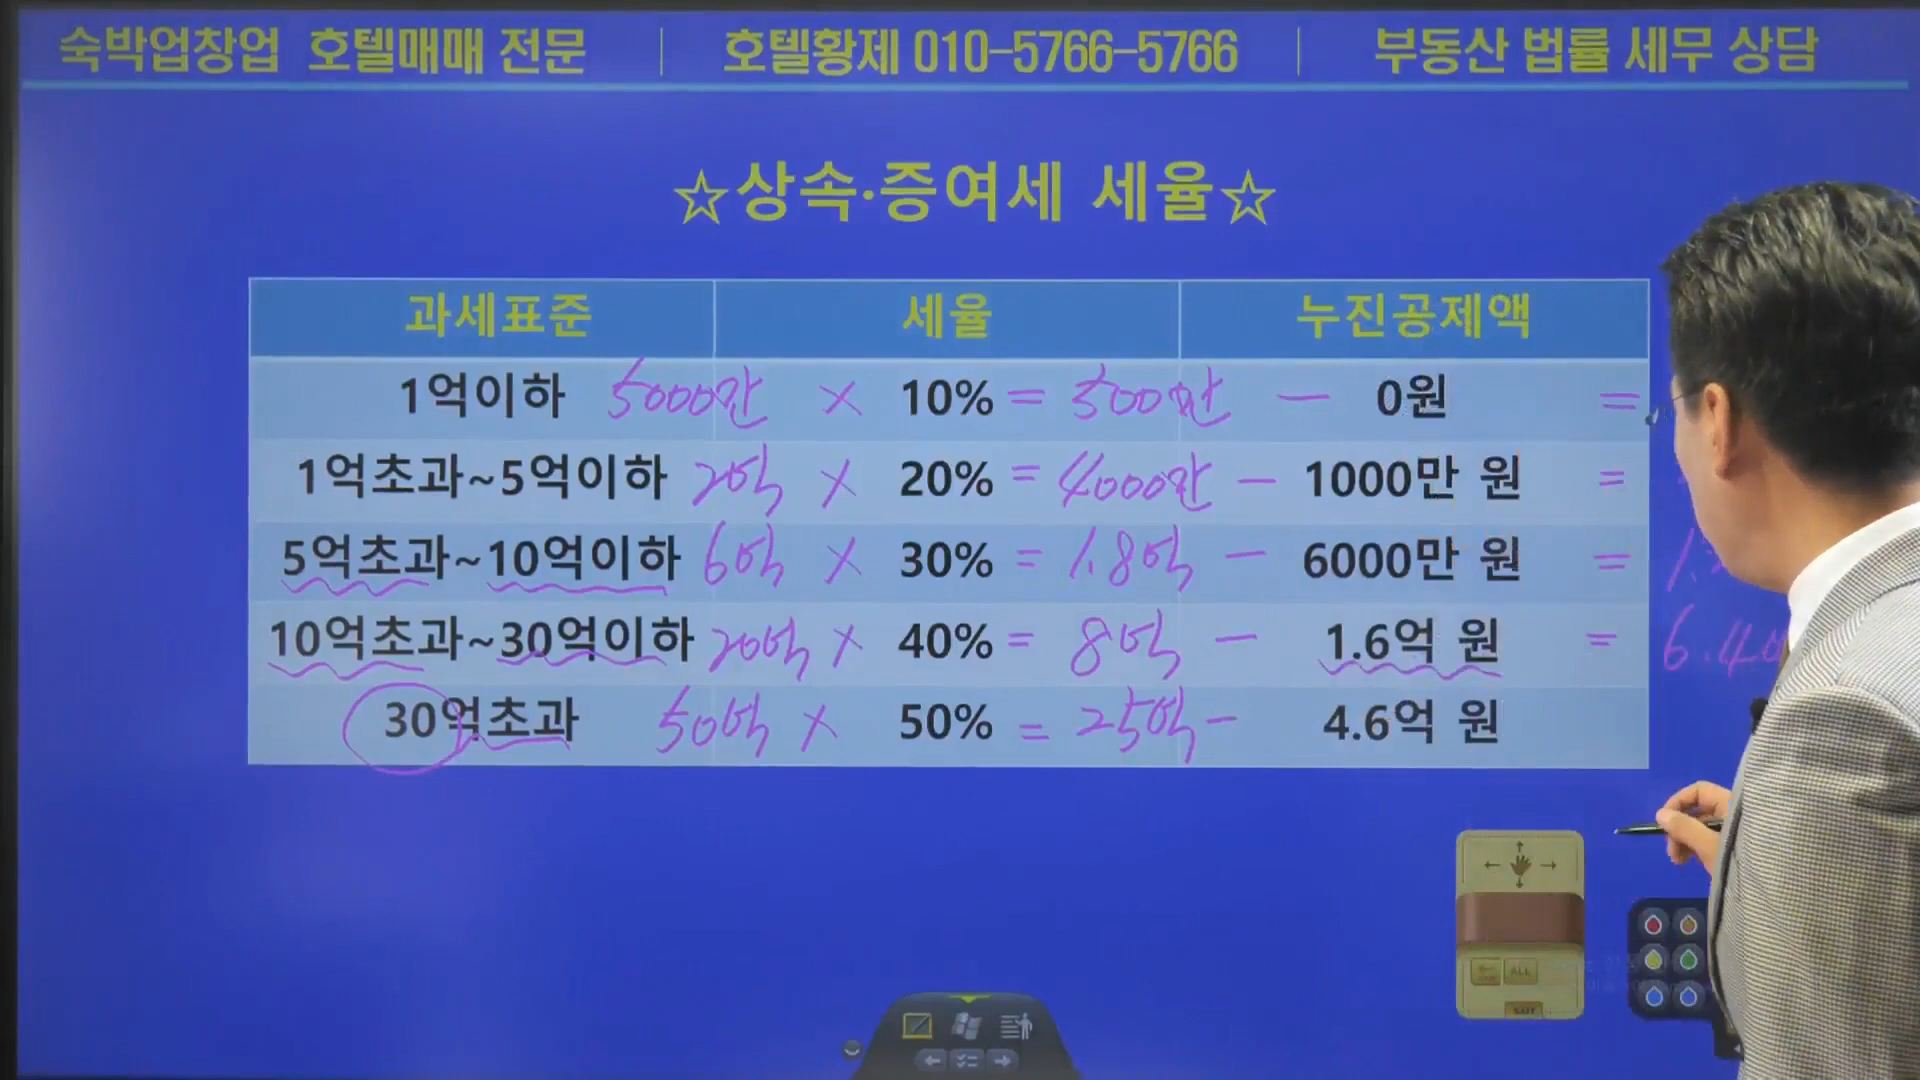 숙박업창업 호텔매매 전문 호텔황제 010-5766-5766 부동산 법률 세무 상담
☆상속·증여세 세율☆
과세표준 세율 누진공제액
1억이하 5000만 × 10% = 500만 - 0원 =
1억초과~5억이하 2억 × 20% = 4000만 - 1000만 원 =
5억초과~10억이하 6억 × 30% = 1.8억 - 6000만 원 =
10억초과~30억이하 20억 × 40% = 8억 - 1.6억 원 = 6.4억
30억초과 50억 × 50% = 25억 - 4.6억 원
ALL
EXIT